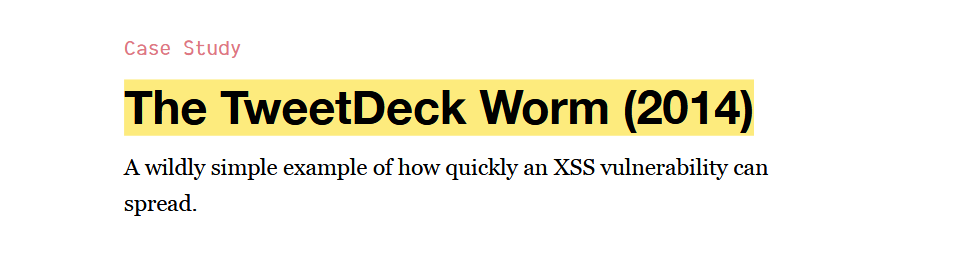 Case Study
The TweetDeck Worm (2014)
A wildly simple example of how quickly an XSS vulnerability can
spread.